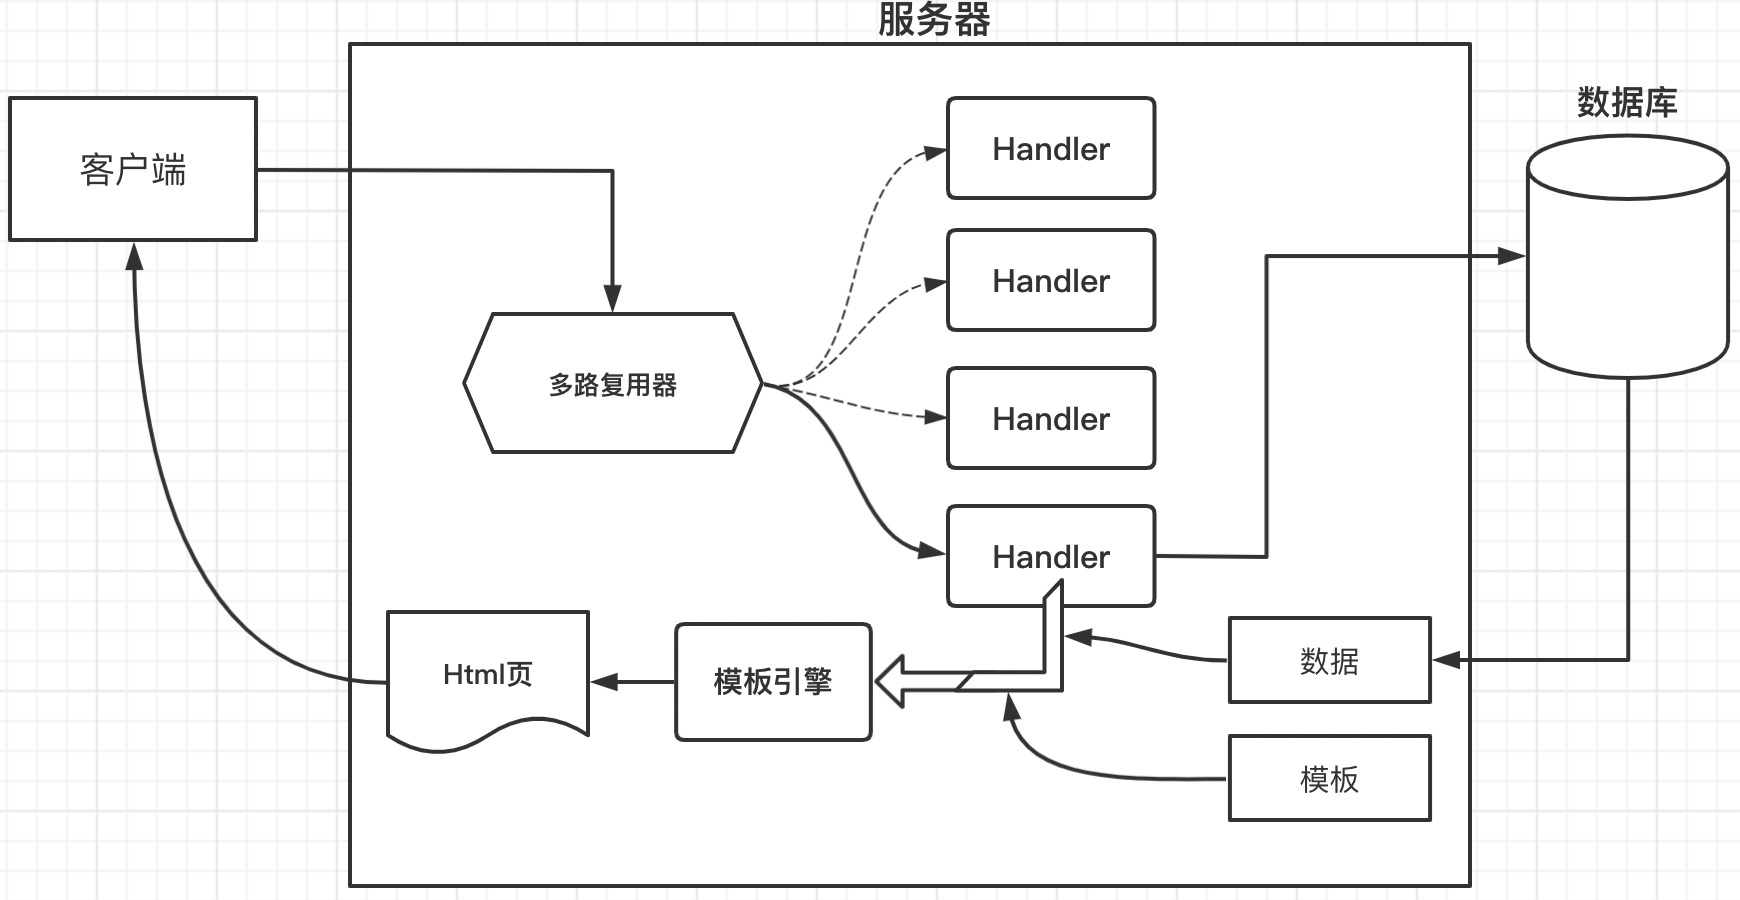 服务器
数据库
客户端
Handler
Handler
多路复用器
Handler
Handler
Html页
模板引擎
数据
模板